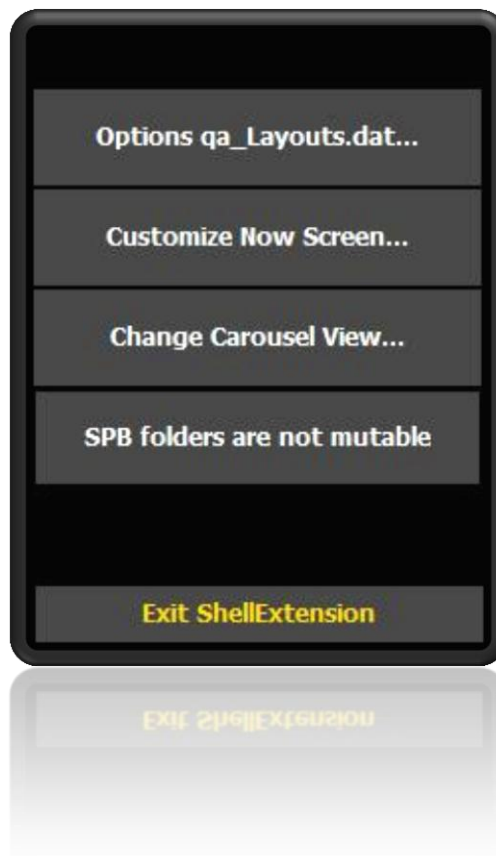 Options qa_Layouts.dat...
Customize Now Screen...
Change Carousel View...
SPB folders are not mutable
Exit ShellExtension